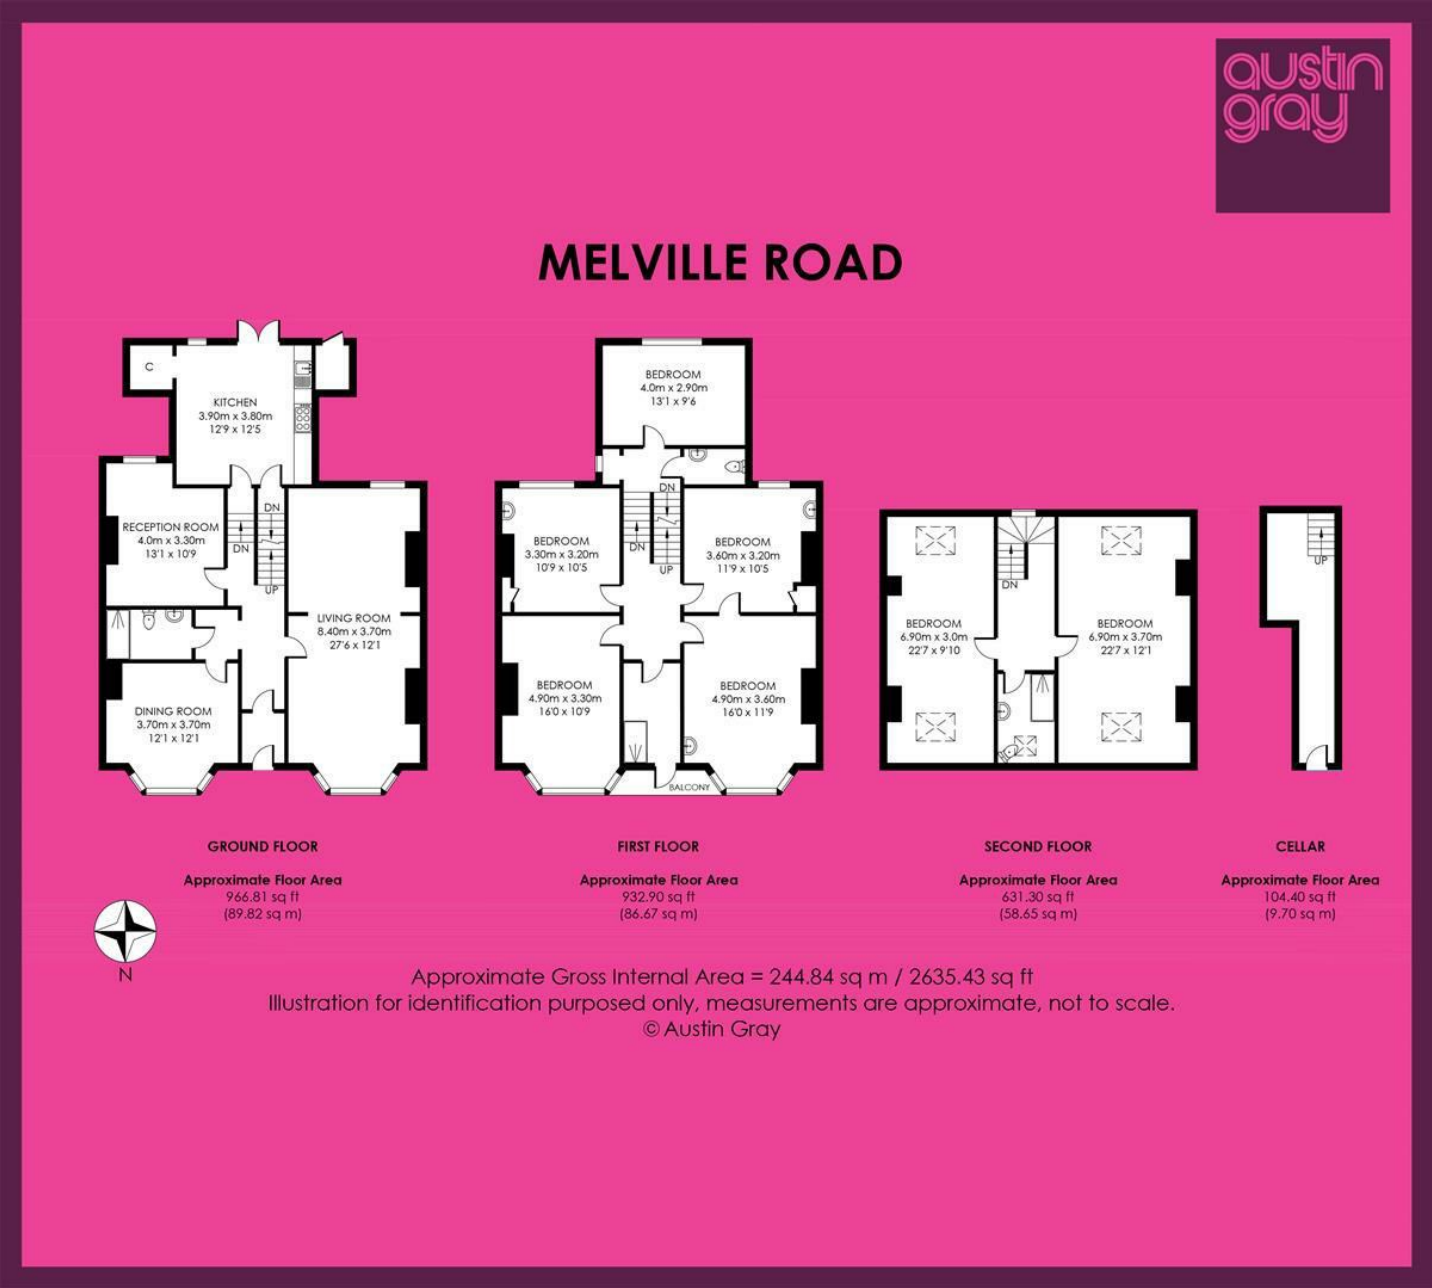 austin
gray
MELVILLE ROAD
C
KITCHEN
3.90m x 3.80m
12'9 x 12'5
RECEPTION ROOM
4.0m x 3.30m
13'1 x 10'9
DN
DN
UP
LIVING ROOM
8.40m x 3.70m
27'6 x 12'1
DINING ROOM
3.70m x 3.70m
12'1 x 12'1
BEDROOM
4.0m x 2.90m
13'1 x 9'6
BEDROOM
3.30m x 3.20m
10'9 x 10'5
DN
DN
UP
BEDROOM
3.60m x 3.20m
11'9 x 10'5
BEDROOM
4.90m x 3.30m
16'0 x 10'9
BEDROOM
4.90m x 3.60m
16'0 x 11'9
BALCONY
DN
BEDROOM
6.90m x 3.0m
22'7 x 9'10
BEDROOM
6.90m x 3.70m
22'7 x 12'1
UP
GROUND FLOOR
Approximate Floor Area
966.81 sq ft
(89.82 sq m)
FIRST FLOOR
Approximate Floor Area
932.90 sq ft
(86.67 sq m)
SECOND FLOOR
Approximate Floor Area
631.30 sq ft
(58.65 sq m)
CELLAR
Approximate Floor Area
104.40 sq ft
(9.70 sq m)
N
Approximate Gross Internal Area = 244.84 sq m / 2635.43 sq ft
Illustration for identification purposed only, measurements are approximate, not to scale.
© Austin Gray